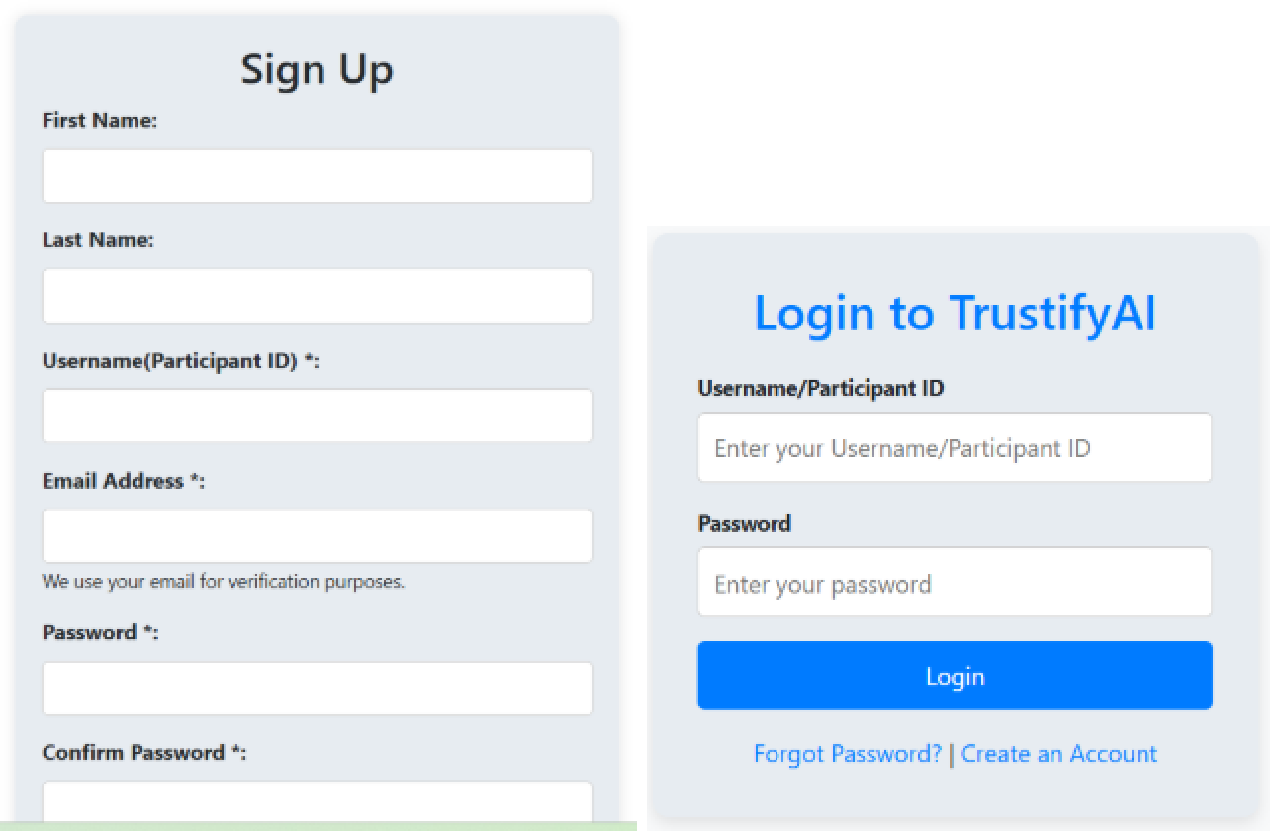 Sign Up
First Name:
Last Name:
Username(Participant ID) *:
Email Address *:
We use your email for verification purposes.
Password *:
Confirm Password *:
Login to TrustifyAI
Username/Participant ID
Enter your Username/Participant ID
Password
Enter your password
Login
Forgot Password? | Create an Account